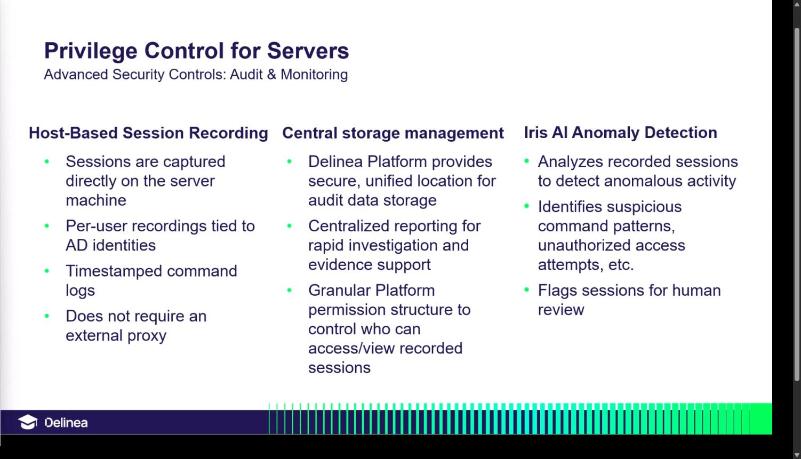 Privilege Control for Servers
Advanced Security Controls: Audit & Monitoring
Host-Based Session Recording
• Sessions are captured
directly on the server
machine
• Per-user recordings tied to
AD identities
• Timestamped command
logs
• Does not require an
external proxy
Central storage management
• Delinea Platform provides
secure, unified location for
audit data storage
• Centralized reporting for
rapid investigation and
evidence support
• Granular Platform
permission structure to
control who can
access/view recorded
sessions
Iris AI Anomaly Detection
• Analyzes recorded sessions
to detect anomalous activity
• Identifies suspicious
command patterns,
unauthorized access
attempts, etc.
• Flags sessions for human
review
Delinea